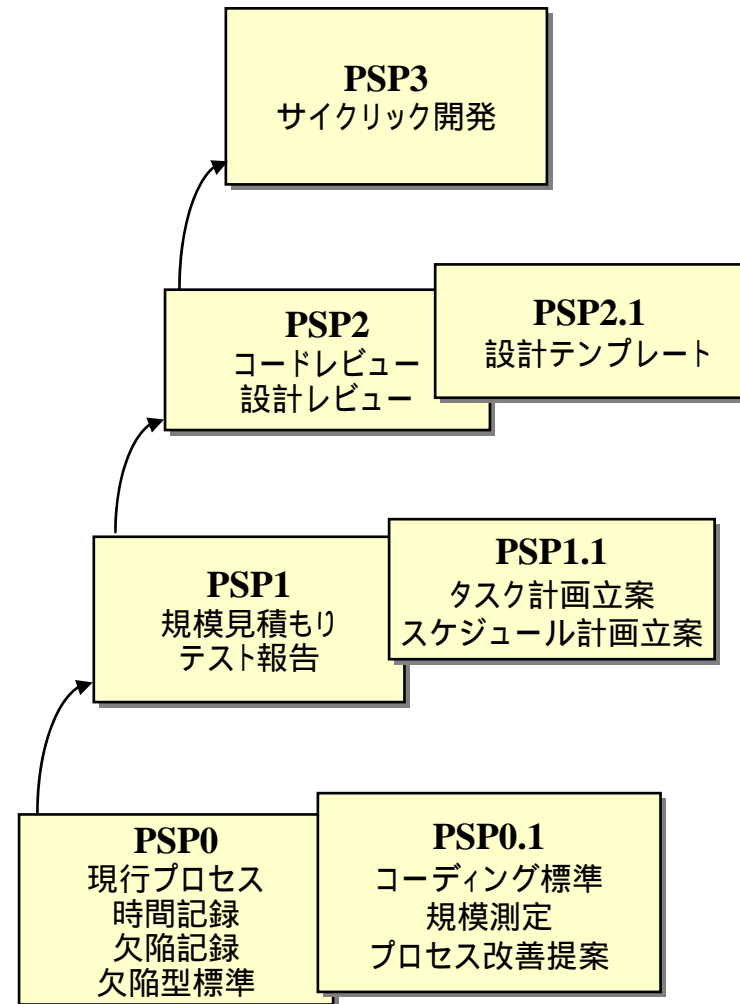 PSP3
サイクリック開発
PSP2
コードレビュー
設計レビュー
PSP2.1
設計テンプレート
PSP1
規模見積もり
テスト報告
PSP1.1
タスク計画立案
スケジュール計画立案
PSP0
現行プロセス
時間記録
欠陥記録
欠陥型標準
PSP0.1
コーディング標準
規模測定
プロセス改善提案